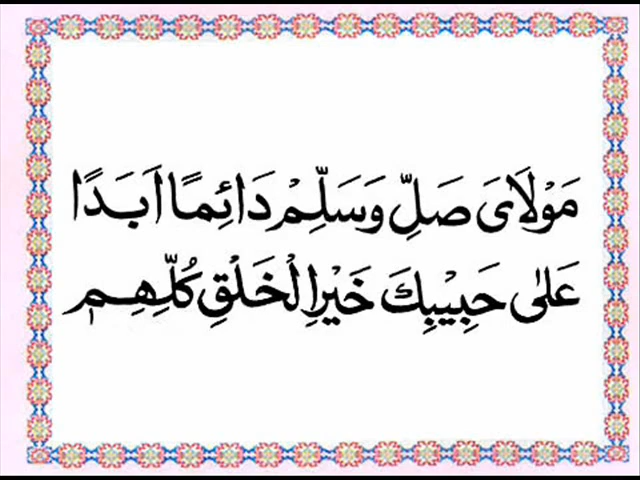 مَوْلَایَ صَلِّ وَسَلِّمْ دَائِمًا اَبَدًا
عَلٰی حَبِیْبِكَ خَیْرِ الْخَلْقِ كُلِّهِمِ